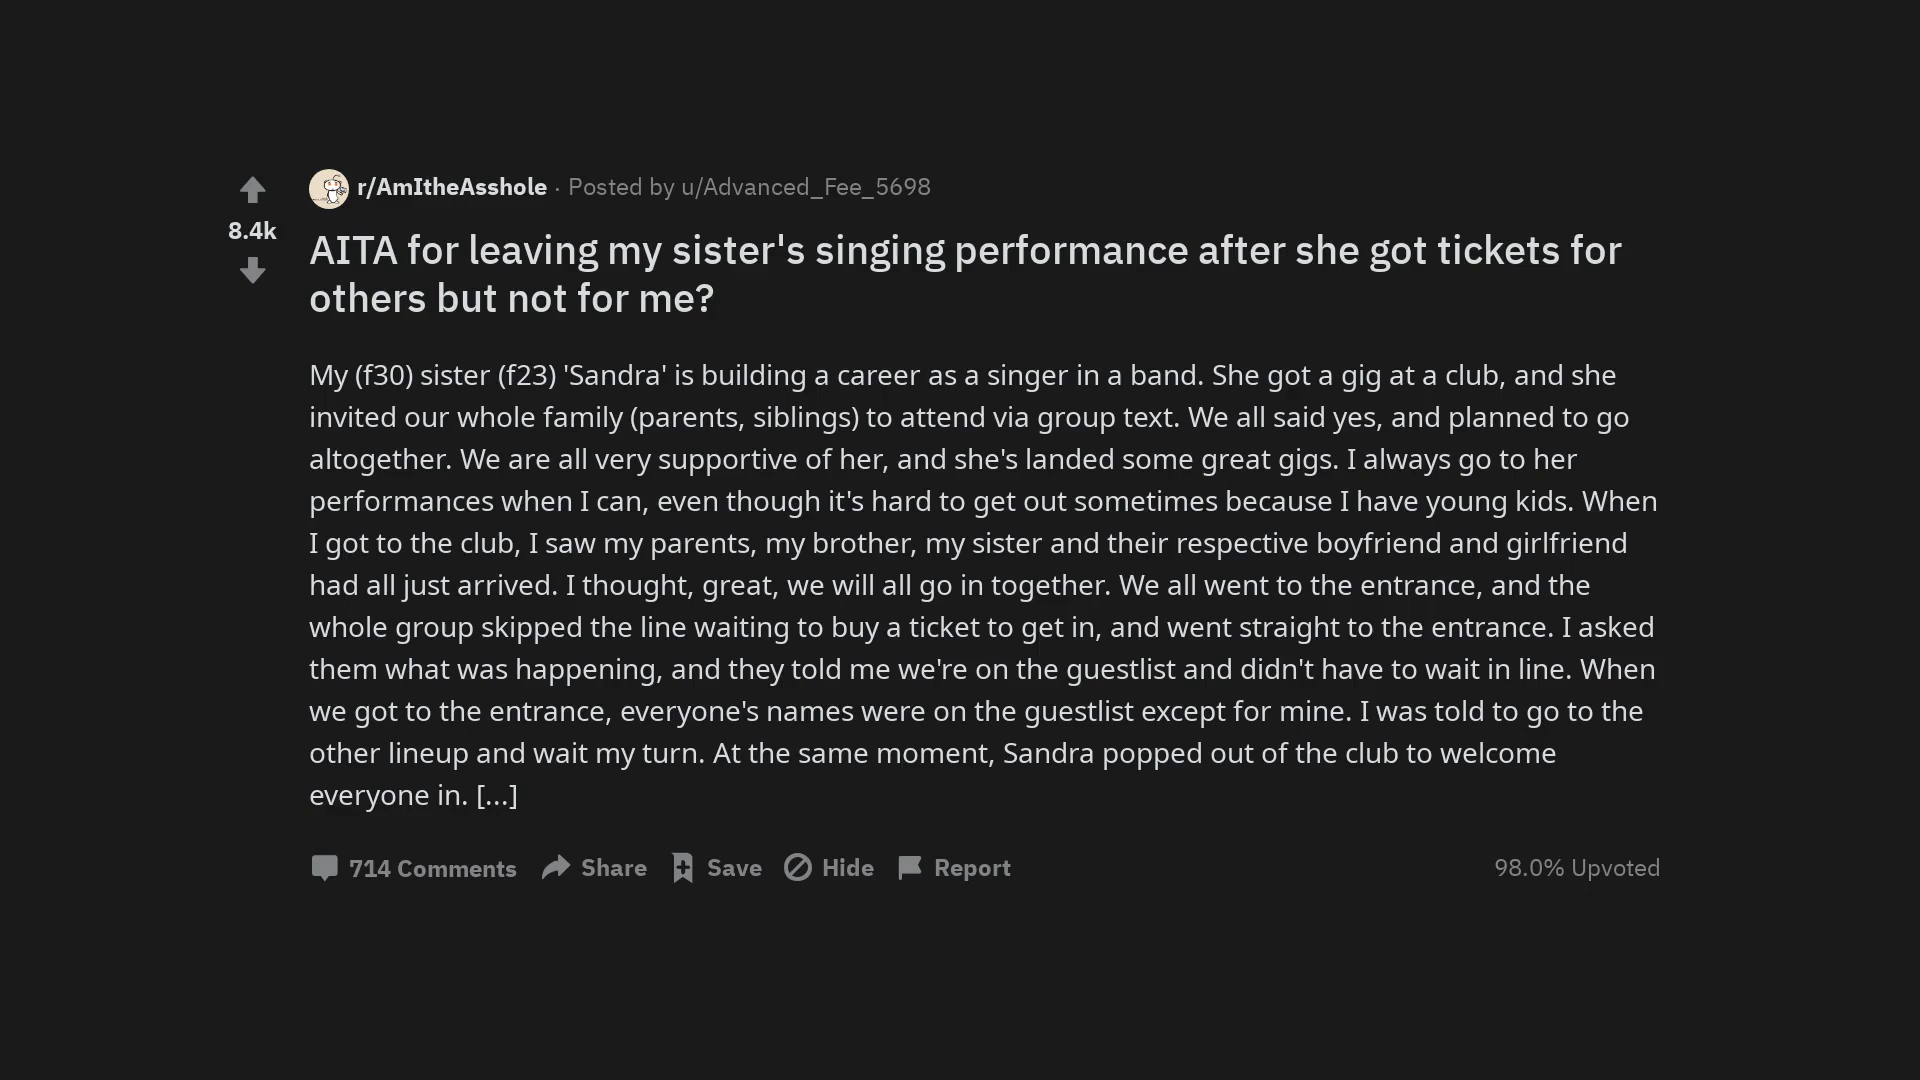 r/AmItheAsshole · Posted by u/Advanced_Fee_5698
8.4k
AITA for leaving my sister's singing performance after she got tickets for
others but not for me?
My (f30) sister (f23) 'Sandra' is building a career as a singer in a band. She got a gig at a club, and she
invited our whole family (parents, siblings) to attend via group text. We all said yes, and planned to go
altogether. We are all very supportive of her, and she's landed some great gigs. I always go to her
performances when I can, even though it's hard to get out sometimes because I have young kids. When
I got to the club, I saw my parents, my brother, my sister and their respective boyfriend and girlfriend
had all just arrived. I thought, great, we will all go in together. We all went to the entrance, and the
whole group skipped the line waiting to buy a ticket to get in, and went straight to the entrance. I asked
them what was happening, and they told me we're on the guestlist and didn't have to wait in line. When
we got to the entrance, everyone's names were on the guestlist except for mine. I was told to go to the
other lineup and wait my turn. At the same moment, Sandra popped out of the club to welcome
everyone in. [...]
714 Comments Share Save Hide Report 98.0% Upvoted